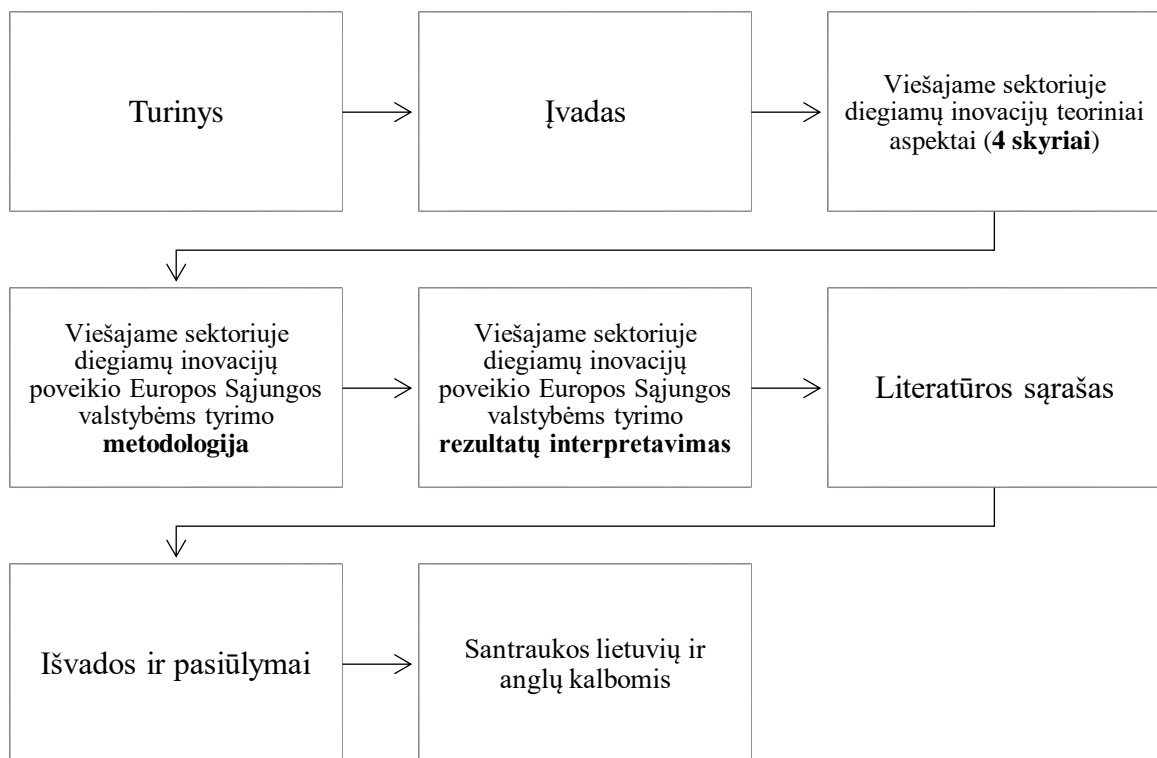 Turinys
Įvadas
Viešajame sektoriuje
diegiamų inovacijų teoriniai
aspektai (4 skyriai)
Viešajame sektoriuje
diegiamų inovacijų
poveikio Europos Sąjungos
valstybėms tyrimo
metodologija
Viešajame sektoriuje
diegiamų inovacijų
poveikio Europos Sąjungos
valstybėms tyrimo
rezultatų interpretavimas
Literatūros sąrašas
Išvados ir pasiūlymai
Santraukos lietuvių ir
anglų kalbomis